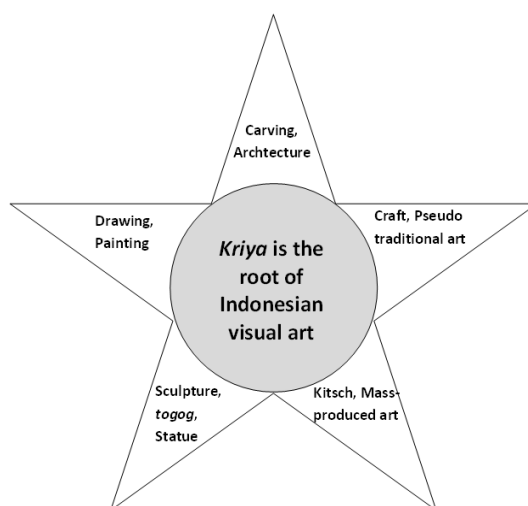 Carving,
Archtecture
Drawing,
Painting
Craft, Pseudo
traditional art
Kriya is the
root of
Indonesian
visual art
Sculpture,
togog,
Statue
Kitsch, Mass-
produced art